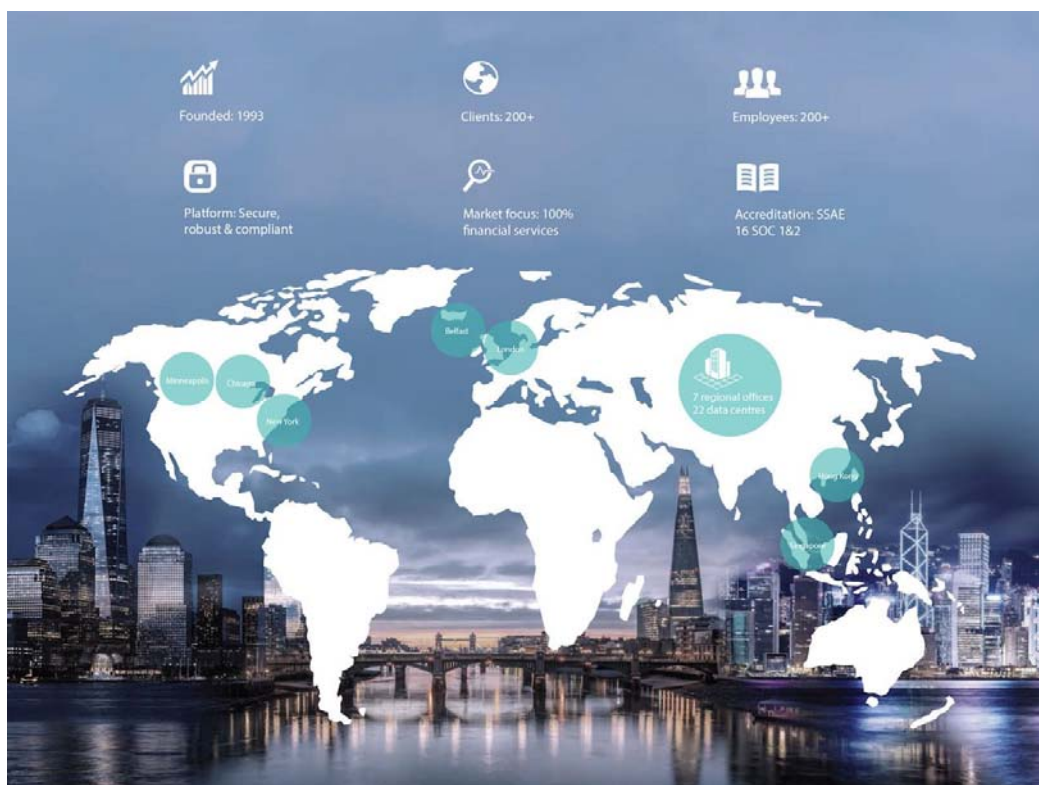 Founded: 1993
Clients: 200+
Employees: 200+
Platform: Secure,
robust & compliant
Market focus: 100%
financial services
Accreditation: SSAE
16 SOC 1&2
Belfast
London
Minneapolis
Chicago
New York
7 regional offices
22 data centres
Hong Kong
Singapore